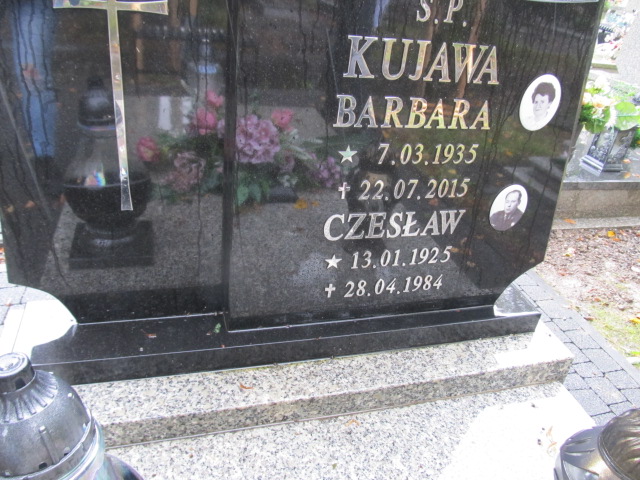 Ś.P.
KUJAWA
BARBARA
★ 7.03.1935
✝ 22.07.2015
CZESŁAW
★ 13.01.1925
✝ 28.04.1984